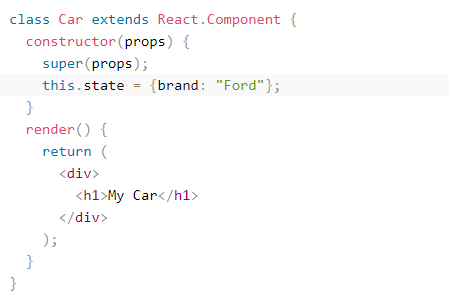 class Car extends React.Component {
  constructor(props) {
    super(props);
    this.state = {brand: "Ford"};
  }
  render() {
    return (
      <div>
        <h1>My Car</h1>
      </div>
    );
  }
}